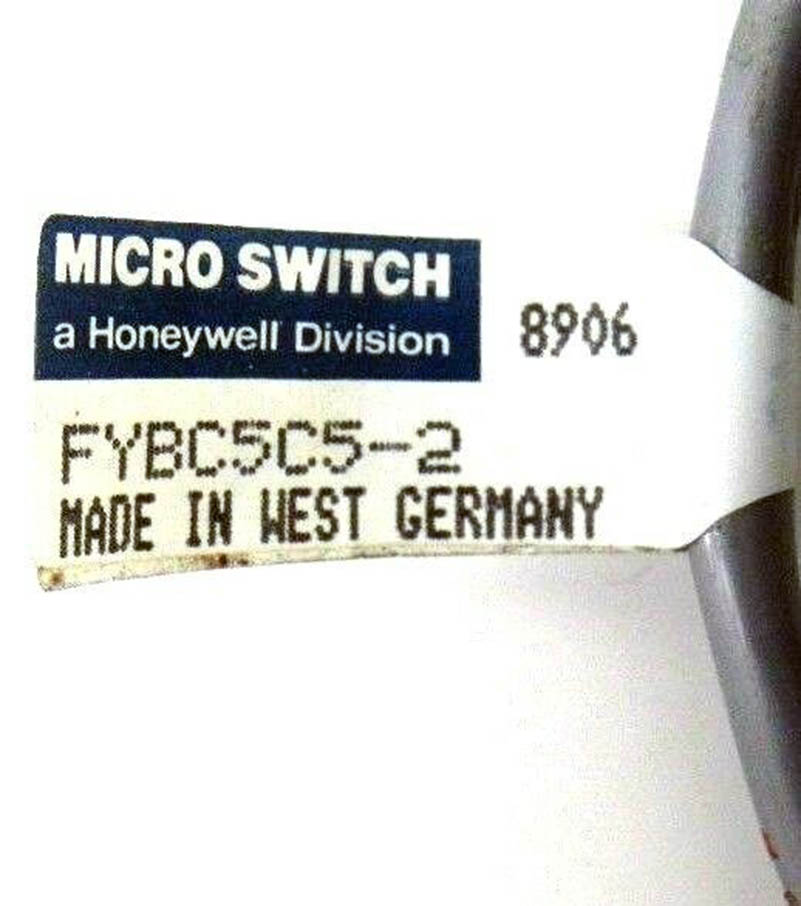 MICRO SWITCH
a Honeywell Division
8906
FYBC5C5-2
MADE IN WEST GERMANY